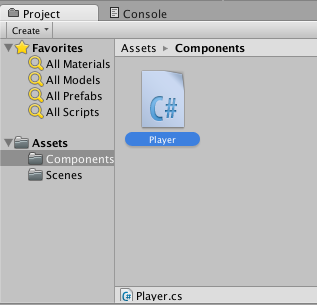 Project
Console
Create
Favorites
All Materials
All Models
All Prefabs
All Scripts
Assets
Components
Scenes
Assets ▸ Components
C#
Player
C# Player.cs